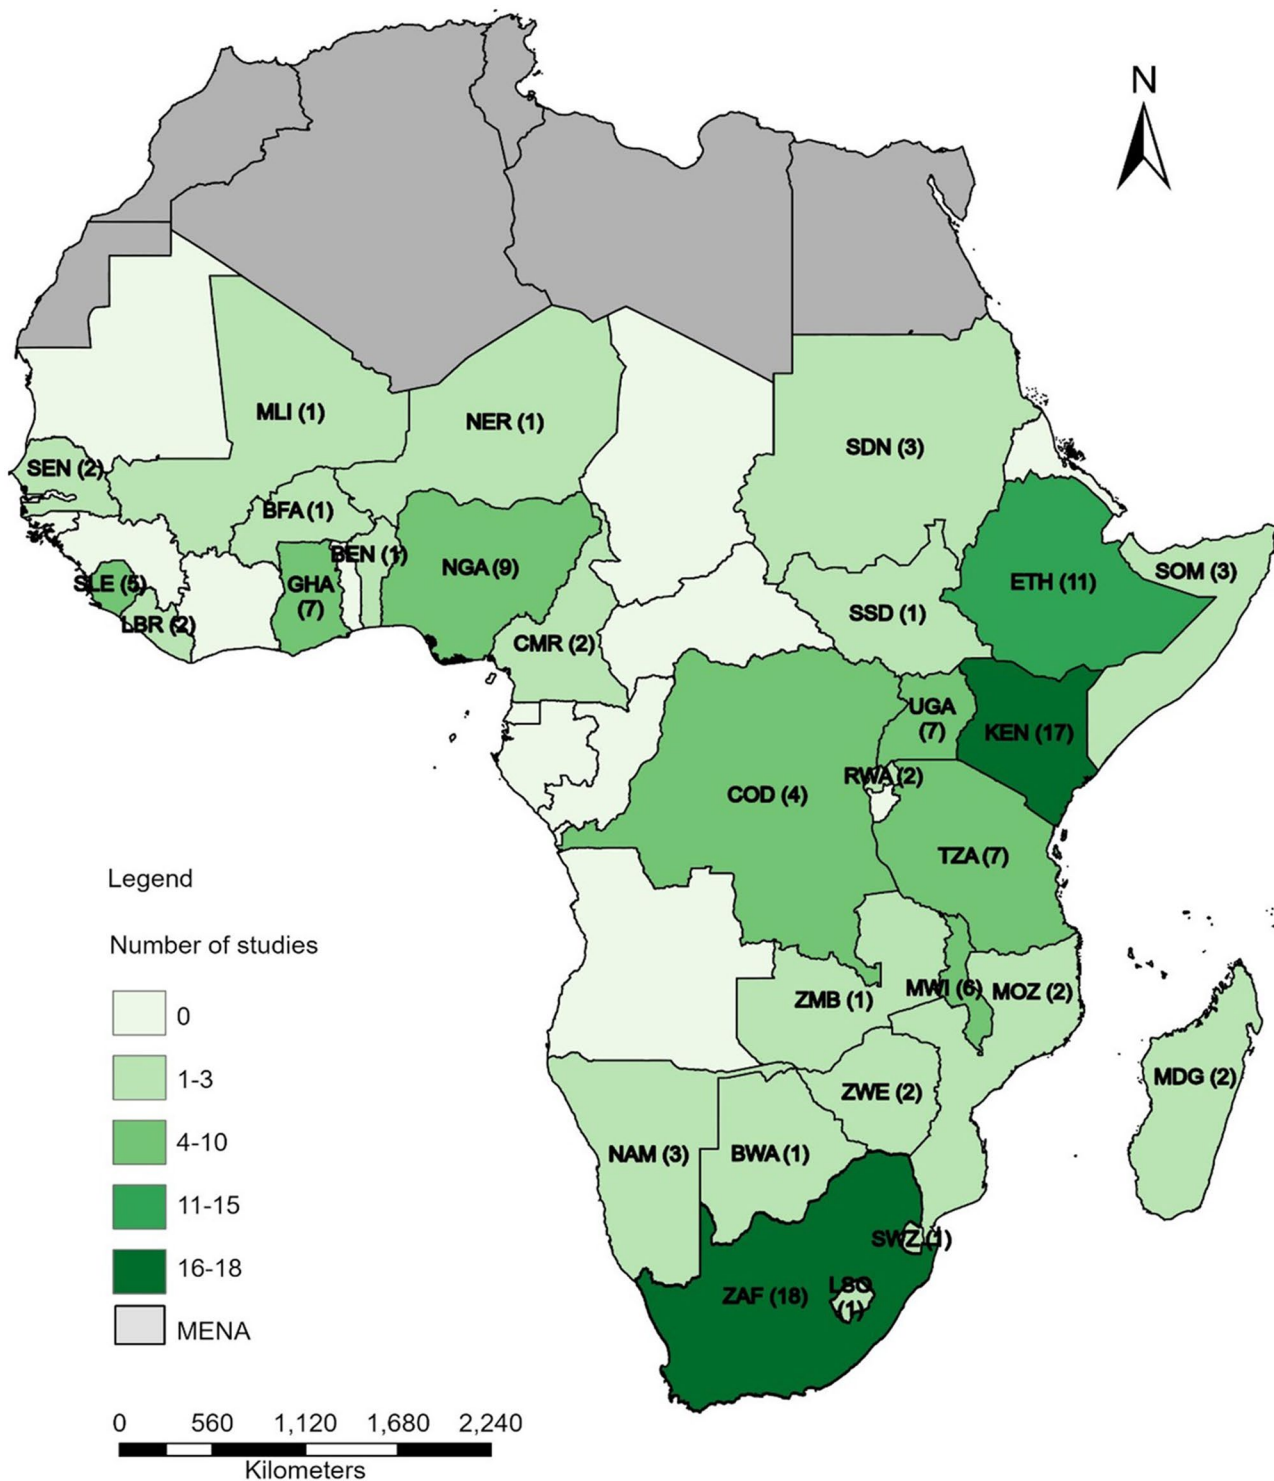 N
MLI (1)
NER (1)
SDN (3)
SEN (2)
BFA (1)
BEN (1)
NGA (9)
SLE (5)
GHA
(7)
LBR (2)
CMR (2)
ETH (11)
SOM (3)
SSD (1)
UGA
(7)
KEN (17)
RWA (2)
COD (4)
TZA (7)
ZMB (1)
MWI (6)
MOZ (2)
MDG (2)
ZWE (2)
NAM (3)
BWA (1)
SWZ (1)
ZAF (18)
LSO
(1)
Legend
Number of studies
0
1-3
4-10
11-15
16-18
MENA
0 560 1,120 1,680 2,240
Kilometers